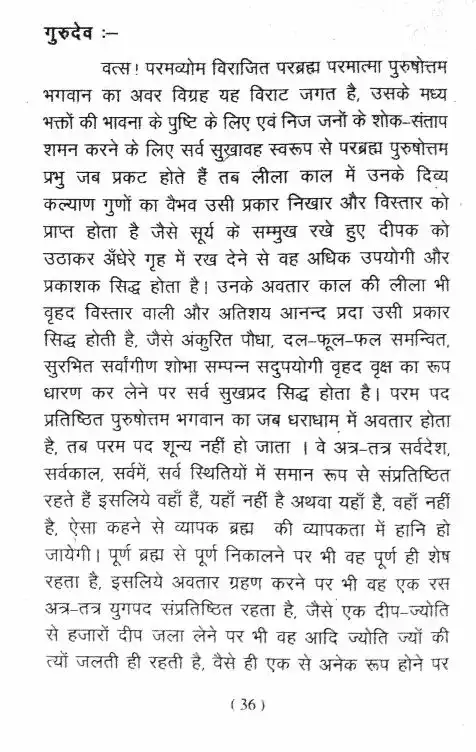 गुरुदेव :–
वत्स! परमव्योम विराजित परब्रह्म परमात्मा पुरुषोत्तम
भगवान का अवर विग्रह यह विराट जगत है, उसके मध्य
भक्तों की भावना के पुष्टि के लिए एवं निज जनों के शोक-संताप
शमन करने के लिए सर्व सुखावह स्वरूप से परब्रह्म पुरुषोत्तम
प्रभु जब प्रकट होते हैं तब लीला काल में उनके दिव्य
कल्याण गुणों का वैभव उसी प्रकार निखार और विस्तार को
प्राप्त होता है जैसे सूर्य के सम्मुख रखे हुए दीपक को
उठाकर अँधेरे गृह में रख देने से वह अधिक उपयोगी और
प्रकाशक सिद्ध होता है। उनके अवतार काल की लीला भी
वृहद विस्तार वाली और अतिशय आनन्द प्रदा उसी प्रकार
सिद्ध होती है, जैसे अंकुरित पौधा, दल-फूल-फल समन्वित,
सुरभित सर्वांगीण शोभा सम्पन्न सदुपयोगी वृहद वृक्ष का रूप
धारण कर लेने पर सर्व सुखप्रद सिद्ध होता है। परम पद
प्रतिष्ठित पुरुषोत्तम भगवान का जब धराधाम में अवतार होता
है, तब परम पद शून्य नहीं हो जाता । वे अत्र-तत्र सर्वदेश,
सर्वकाल, सर्वमें, सर्व स्थितियों में समान रूप से संप्रतिष्ठित
रहते हैं इसलिये वहाँ हैं, यहाँ नहीं है अथवा यहाँ है, वहाँ नहीं
है, ऐसा कहने से व्यापक ब्रह्म की व्यापकता में हानि हो
जायेगी। पूर्ण ब्रह्म से पूर्ण निकालने पर भी वह पूर्ण ही शेष
रहता है, इसलिये अवतार ग्रहण करने पर भी वह एक रस
अत्र-तत्र युगपद संप्रतिष्ठित रहता है, जैसे एक दीप-ज्योति
से हजारों दीप जला लेने पर भी वह आदि ज्योति ज्यों की
त्यों जलती ही रहती है, वैसे ही एक से अनेक रूप होने पर
( 36 )